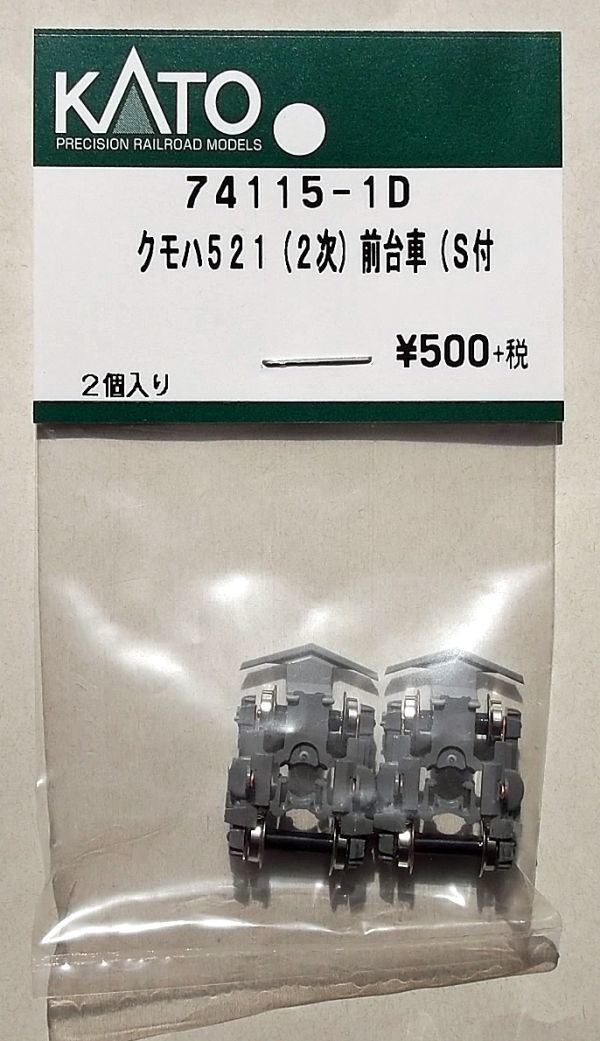 KATO
PRECISION RAILROAD MODELS
74115-1D
クモハ521(2次)前台車(S付
¥500+税
2個入り